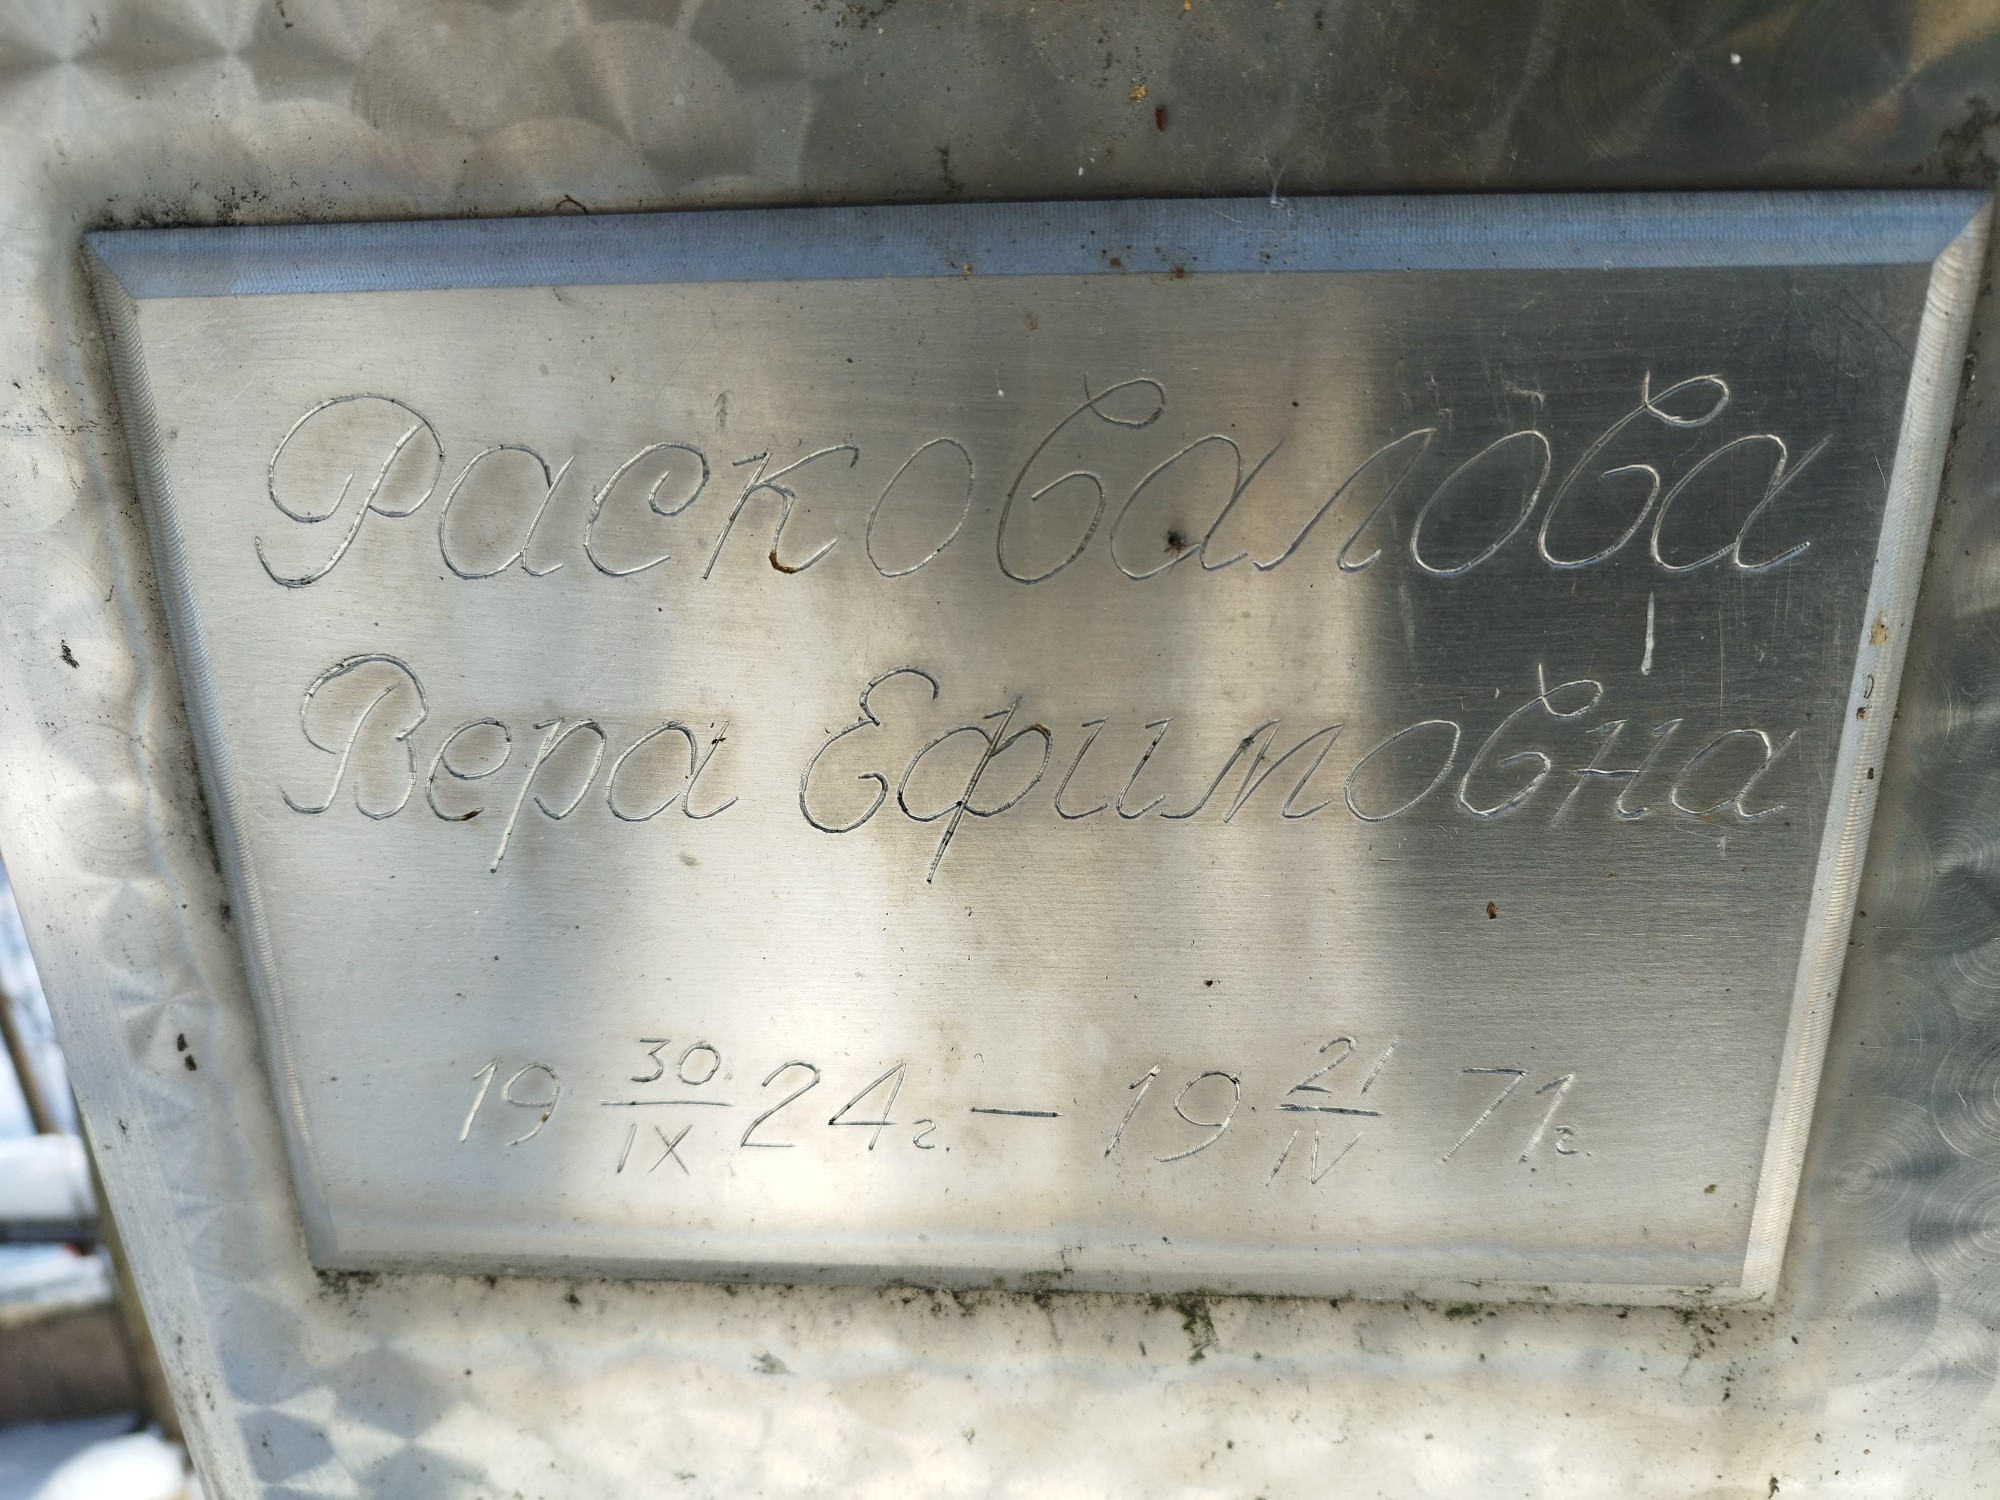 Расковалова
Вера Ефимовна
19 30/IX 24г. — 19 21/IV 71г.